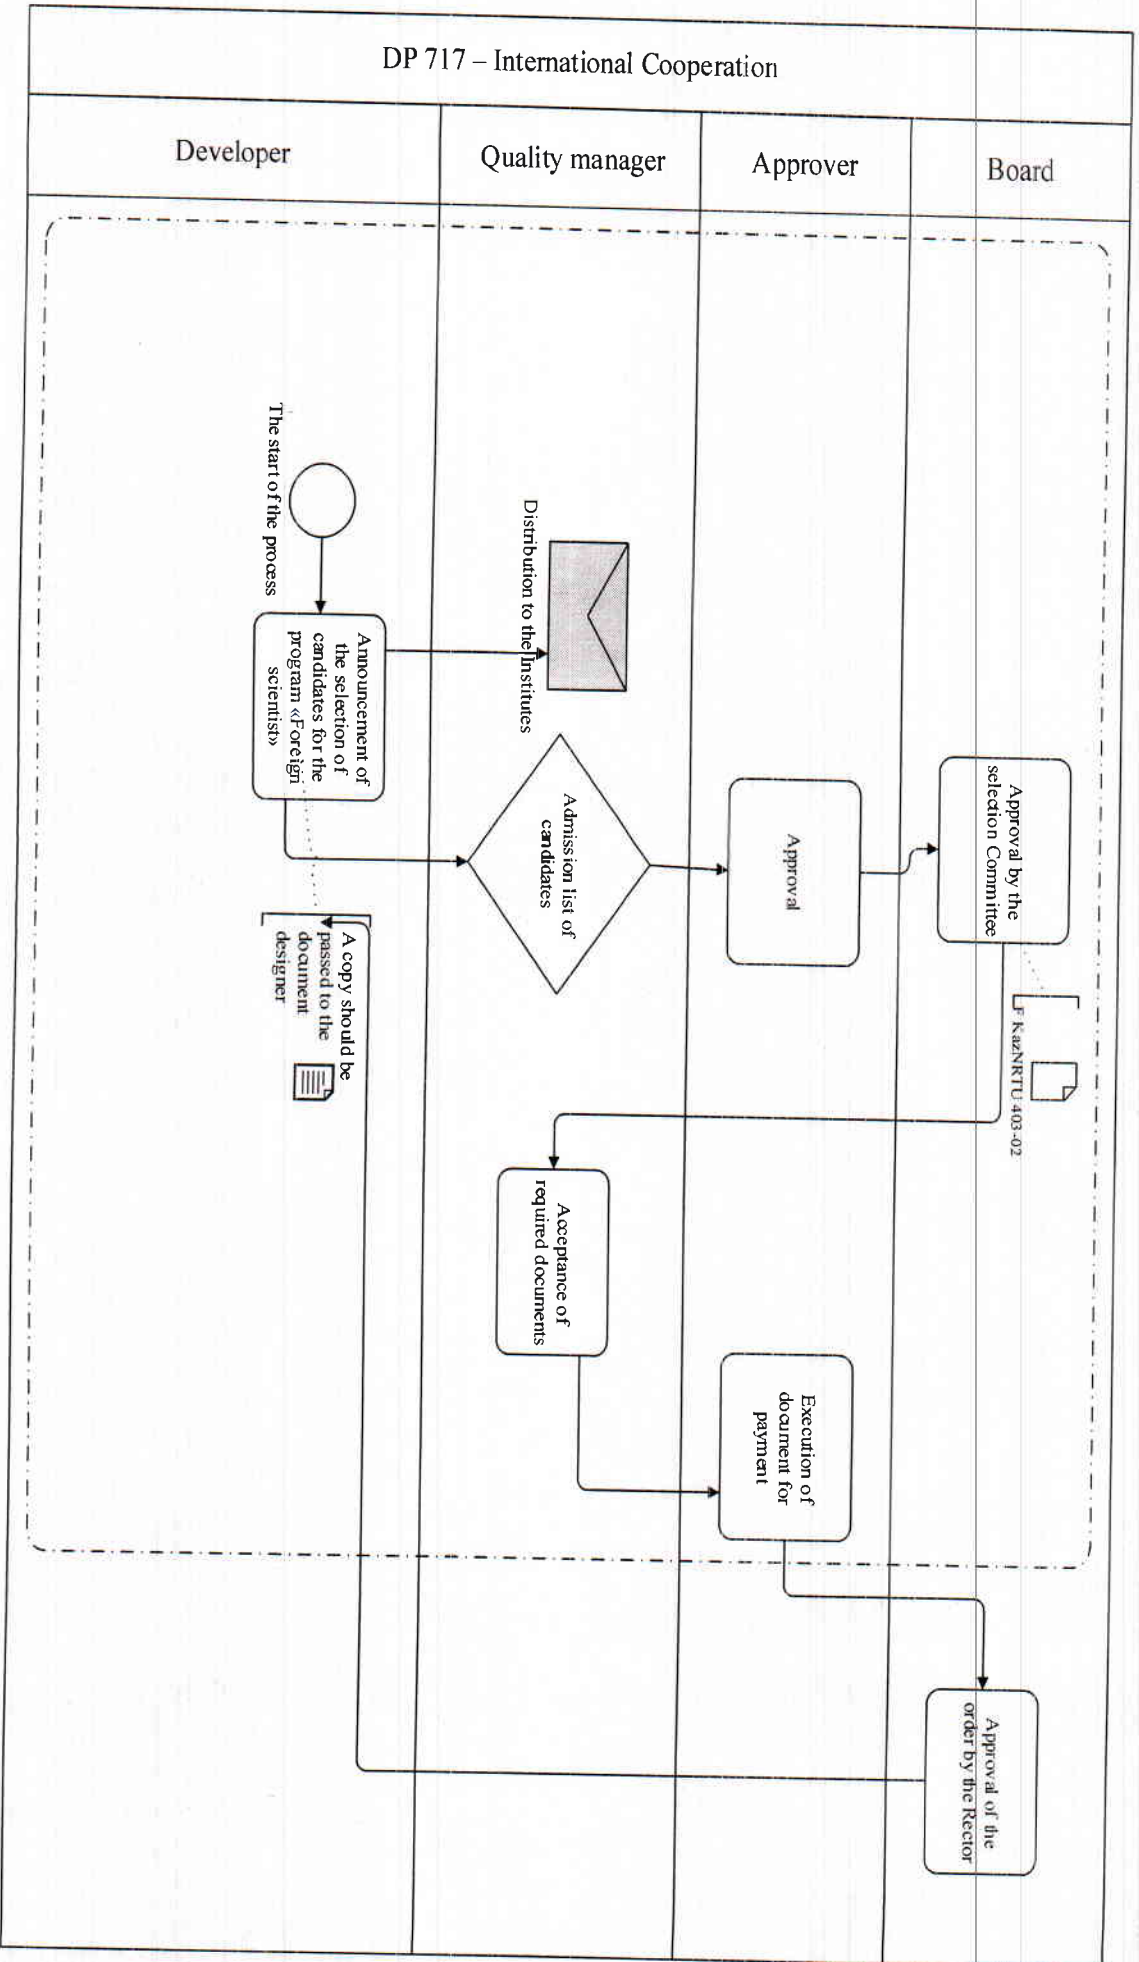 DP 717 – International Cooperation
Developer
Quality manager
Approver
Board
The start of the process
Announcement of
the selection of
candidates for the
program «Foreign
scientist»
Distribution to the Institutes
Admission list of
candidates
Approval
Approval by the
selection Committee
F KazNRTU 403-02
A copy should be
passed to the
document
designer
Acceptance of
required documents
Execution of
document for
payment
Approval of the
order by the Rector